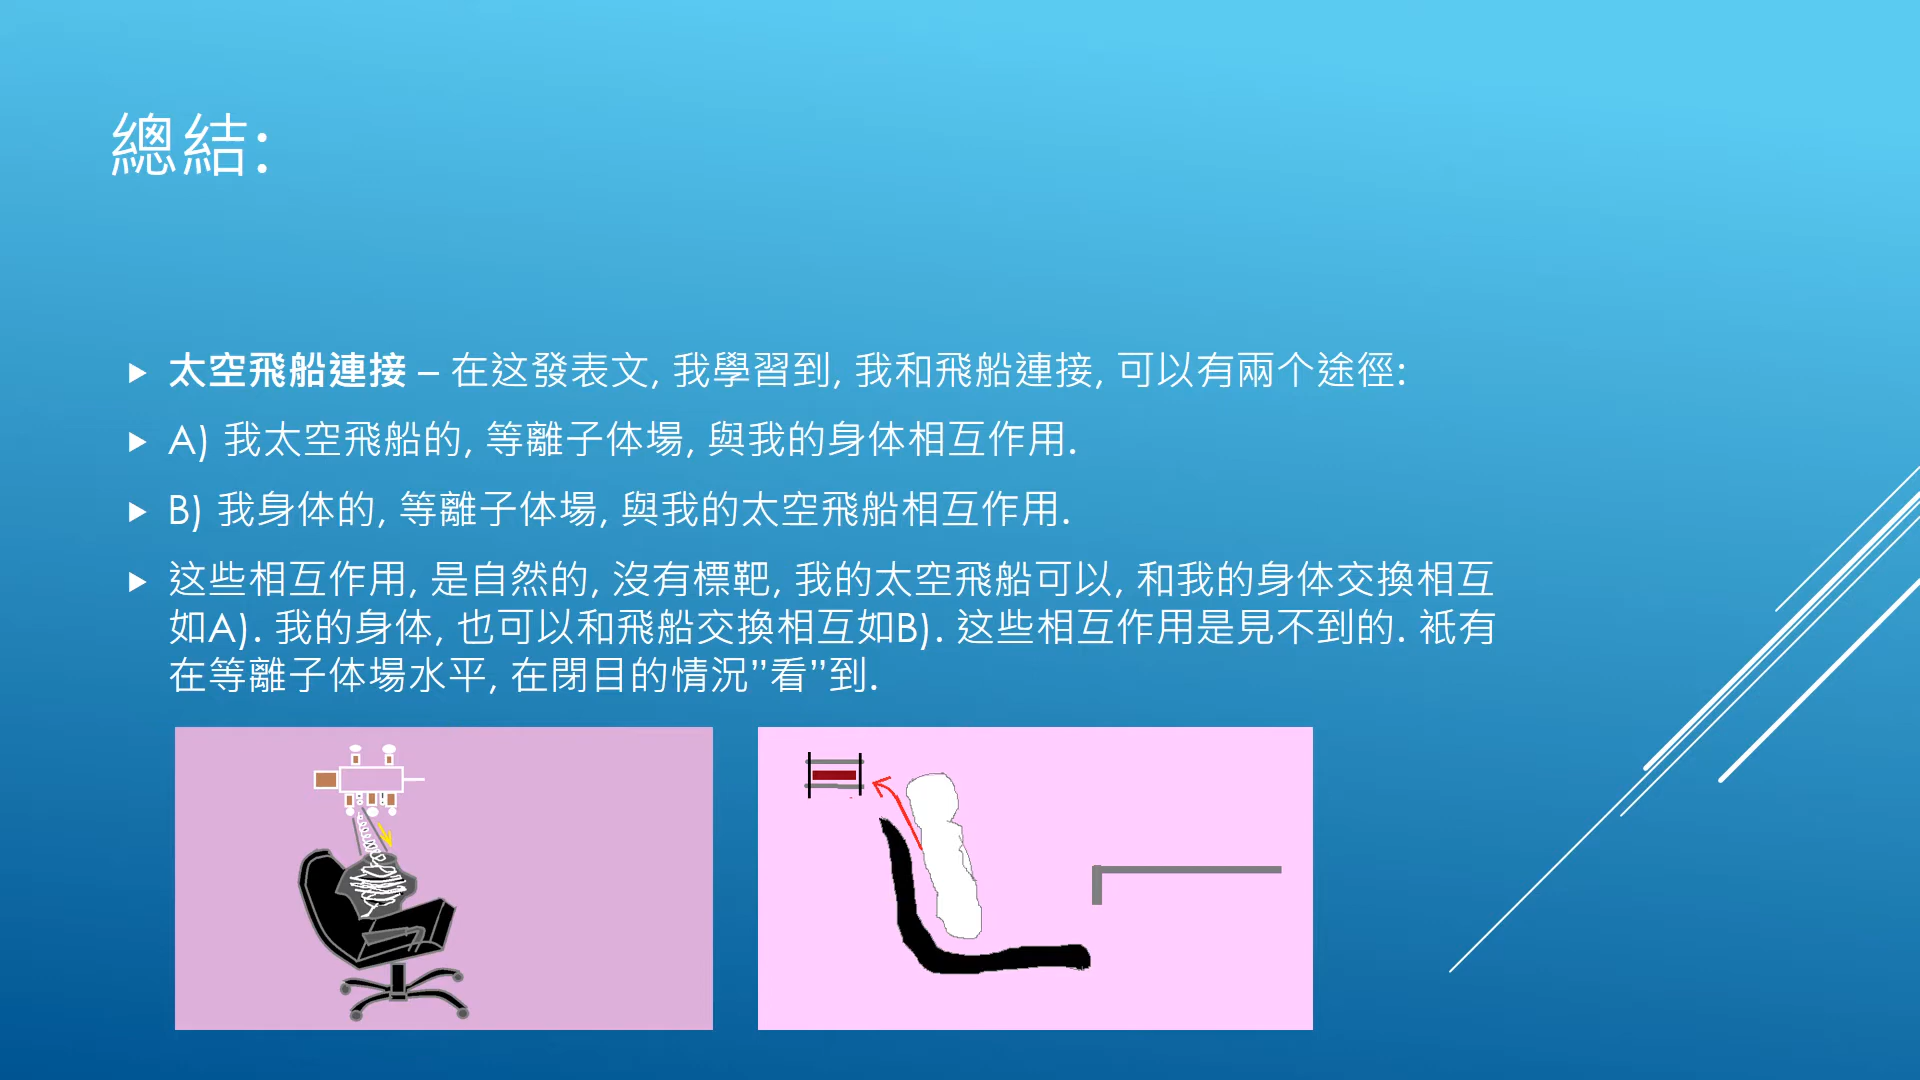 總結:
太空飛船連接 – 在这發表文, 我學習到, 我和飛船連接, 可以有兩个途徑:
A) 我太空飛船的, 等離子体場, 與我的身体相互作用.
B) 我身体的, 等離子体場, 與我的太空飛船相互作用.
这些相互作用, 是自然的, 沒有標靶, 我的太空飛船可以, 和我的身体交換相互
如A). 我的身体, 也可以和飛船交換相互如B). 这些相互作用是見不到的. 衹有
在等離子体場水平, 在閉目的情況”看”到.